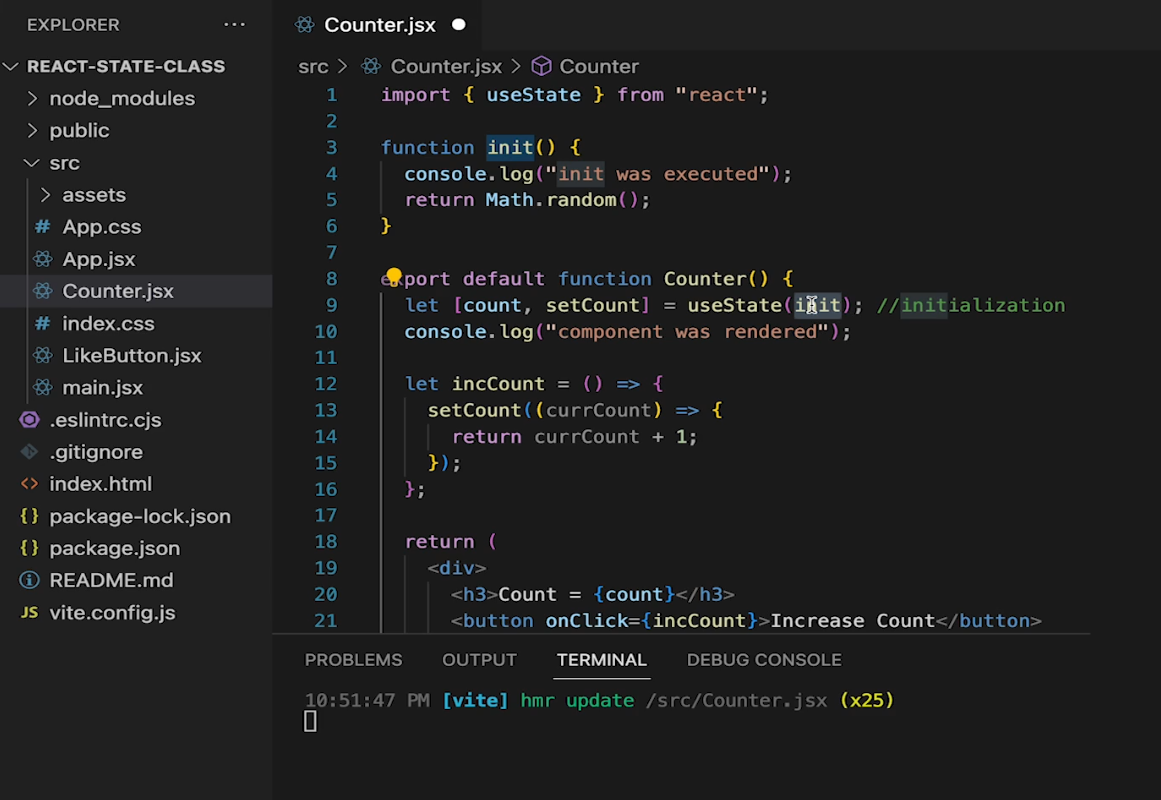 EXPLORER ...
REACT-STATE-CLASS
node_modules
public
src
assets
# App.css
App.jsx
Counter.jsx
# index.css
LikeButton.jsx
main.jsx
.eslintrc.cjs
.gitignore
<> index.html
{} package-lock.json
{} package.json
README.md
JS vite.config.js
Counter.jsx
src > Counter.jsx > Counter
1 import { useState } from "react";
2
3 function init() {
4 console.log("init was executed");
5 return Math.random();
6 }
7
8 export default function Counter() {
9 let [count, setCount] = useState(init); //initialization
10 console.log("component was rendered");
11
12 let incCount = () => {
13 setCount((currCount) => {
14 return currCount + 1;
15 });
16 };
17
18 return (
19 <div>
20 <h3>Count = {count}</h3>
21 <button onClick={incCount}>Increase Count</button>
PROBLEMS OUTPUT TERMINAL DEBUG CONSOLE
10:51:47 PM [vite] hmr update /src/Counter.jsx (x25)